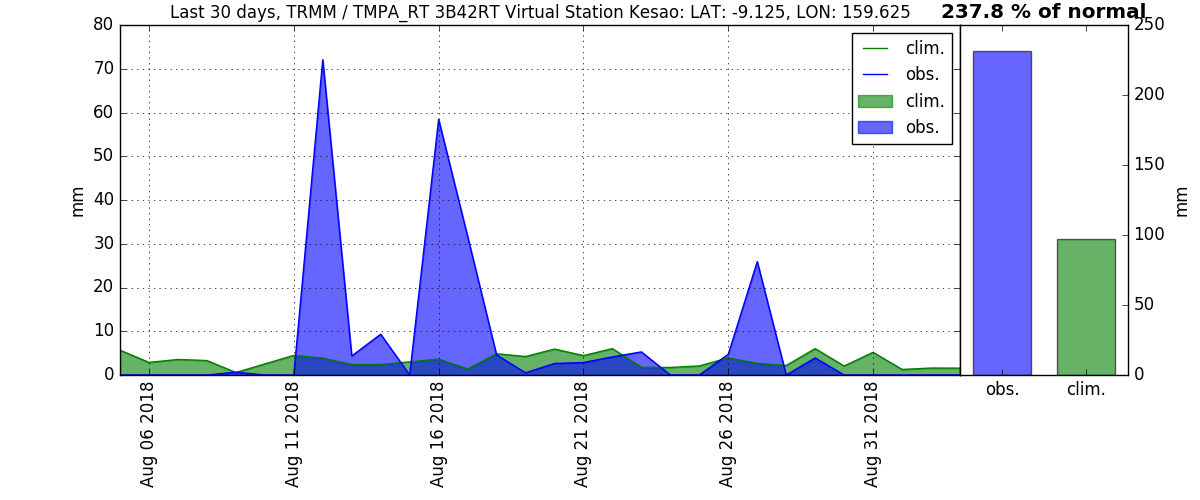 Last 30 days, TRMM / TMPA_RT 3B42RT Virtual Station Kesao: LAT: -9.125, LON: 159.625
237.8 % of normal
80
70
60
50
40
30
20
10
0
mm
clim.
obs.
clim.
obs.
250
200
150
100
50
0
mm
obs.
clim.
Aug 06 2018
Aug 11 2018
Aug 16 2018
Aug 21 2018
Aug 26 2018
Aug 31 2018